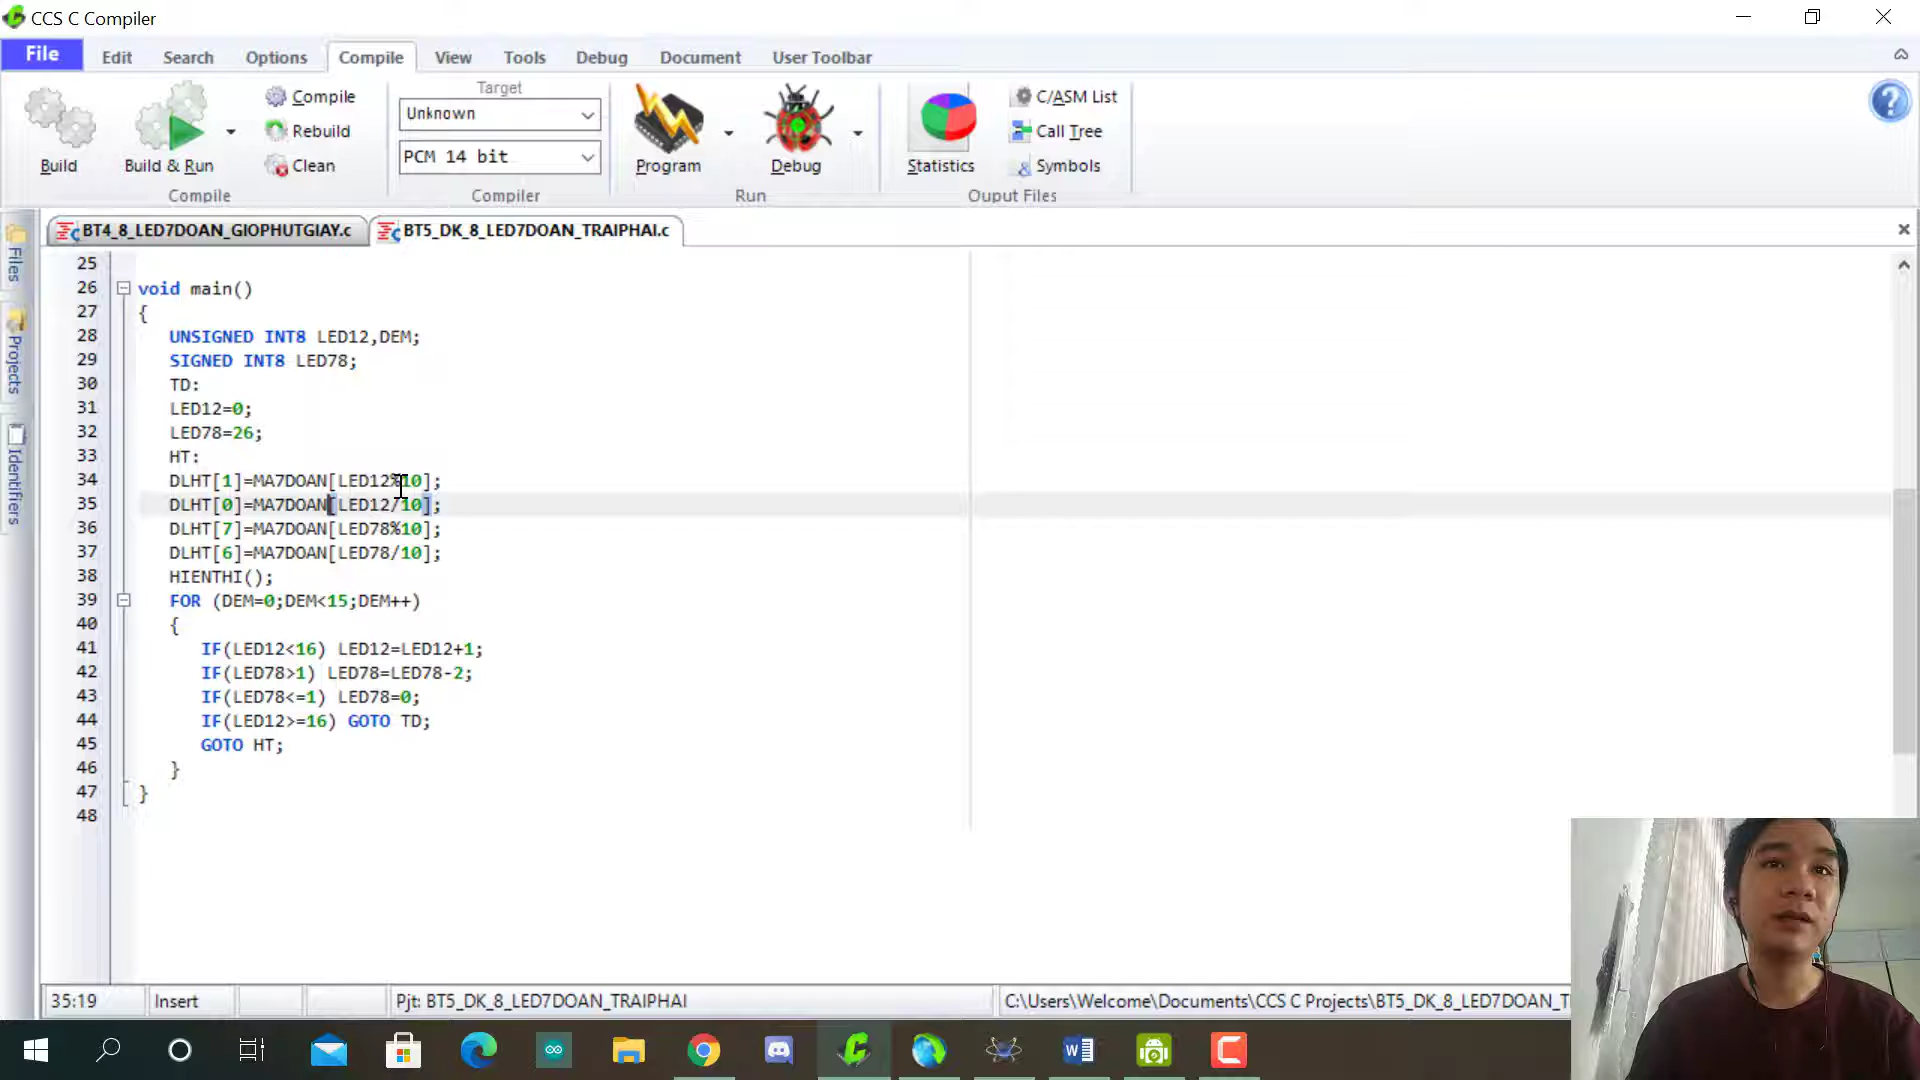 CCS C Compiler
File Edit Search Options Compile View Tools Debug Document User Toolbar
Build
Build & Run
Compile
Rebuild
Clean
Compile
Target
Unknown
PCM 14 bit
Compiler
Program
Debug
Run
Statistics
C/ASM List
Call Tree
Symbols
Ouput Files
Files
Projects
Identifiers
BT4_8_LED7DOAN_GIOPHUTGIAY.c BT5_DK_8_LED7DOAN_TRAIPHAI.c
25
26 void main()
27 {
28 UNSIGNED INT8 LED12,DEM;
29 SIGNED INT8 LED78;
30 TD:
31 LED12=0;
32 LED78=26;
33 HT:
34 DLHT[1]=MA7DOAN[LED12%10];
35 DLHT[0]=MA7DOAN[LED12/10];
36 DLHT[7]=MA7DOAN[LED78%10];
37 DLHT[6]=MA7DOAN[LED78/10];
38 HIENTHI();
39 FOR (DEM=0;DEM<15;DEM++)
40 {
41 IF(LED12<16) LED12=LED12+1;
42 IF(LED78>1) LED78=LED78-2;
43 IF(LED78<=1) LED78=0;
44 IF(LED12>=16) GOTO TD;
45 GOTO HT;
46 }
47 }
48
35:19 Insert Pjt: BT5_DK_8_LED7DOAN_TRAIPHAI C:\Users\Welcome\Documents\CCS C Projects\BT5_DK_8_LED7DOAN_T